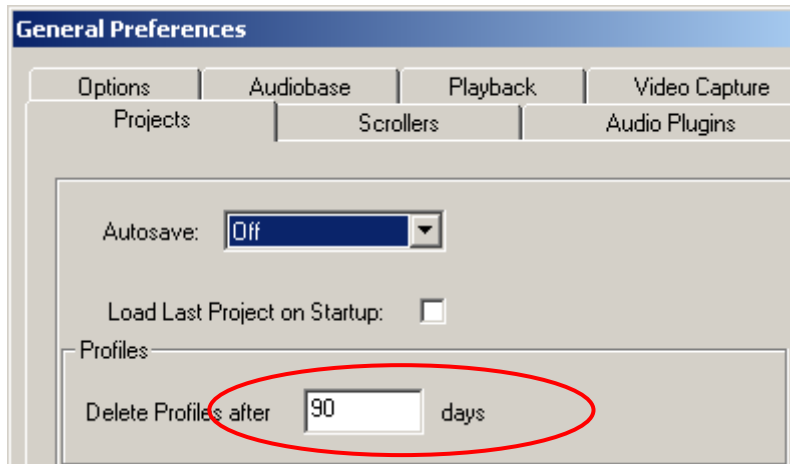 General Preferences
Options Audiobase Playback Video Capture
Projects Scrollers Audio Plugins
Autosave: Off
Load Last Project on Startup:
Profiles
Delete Profiles after 90 days